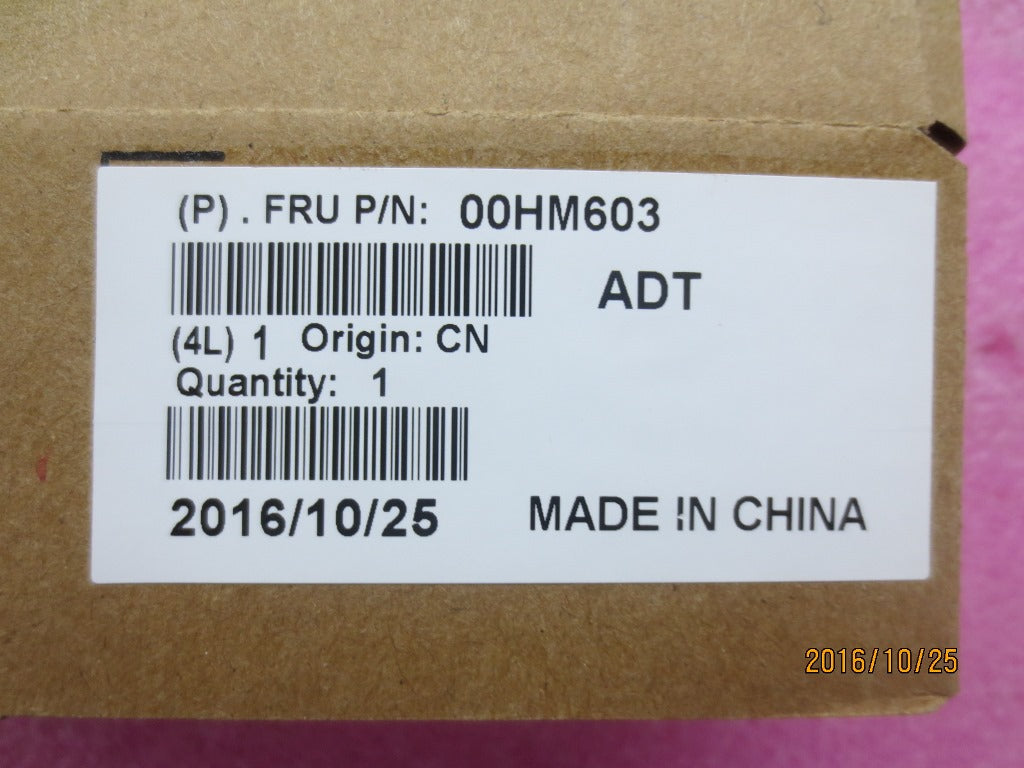 (P) . FRU P/N: 00HM603
ADT
(4L) 1 Origin: CN
Quantity: 1
2016/10/25
MADE IN CHINA
2016/10/25